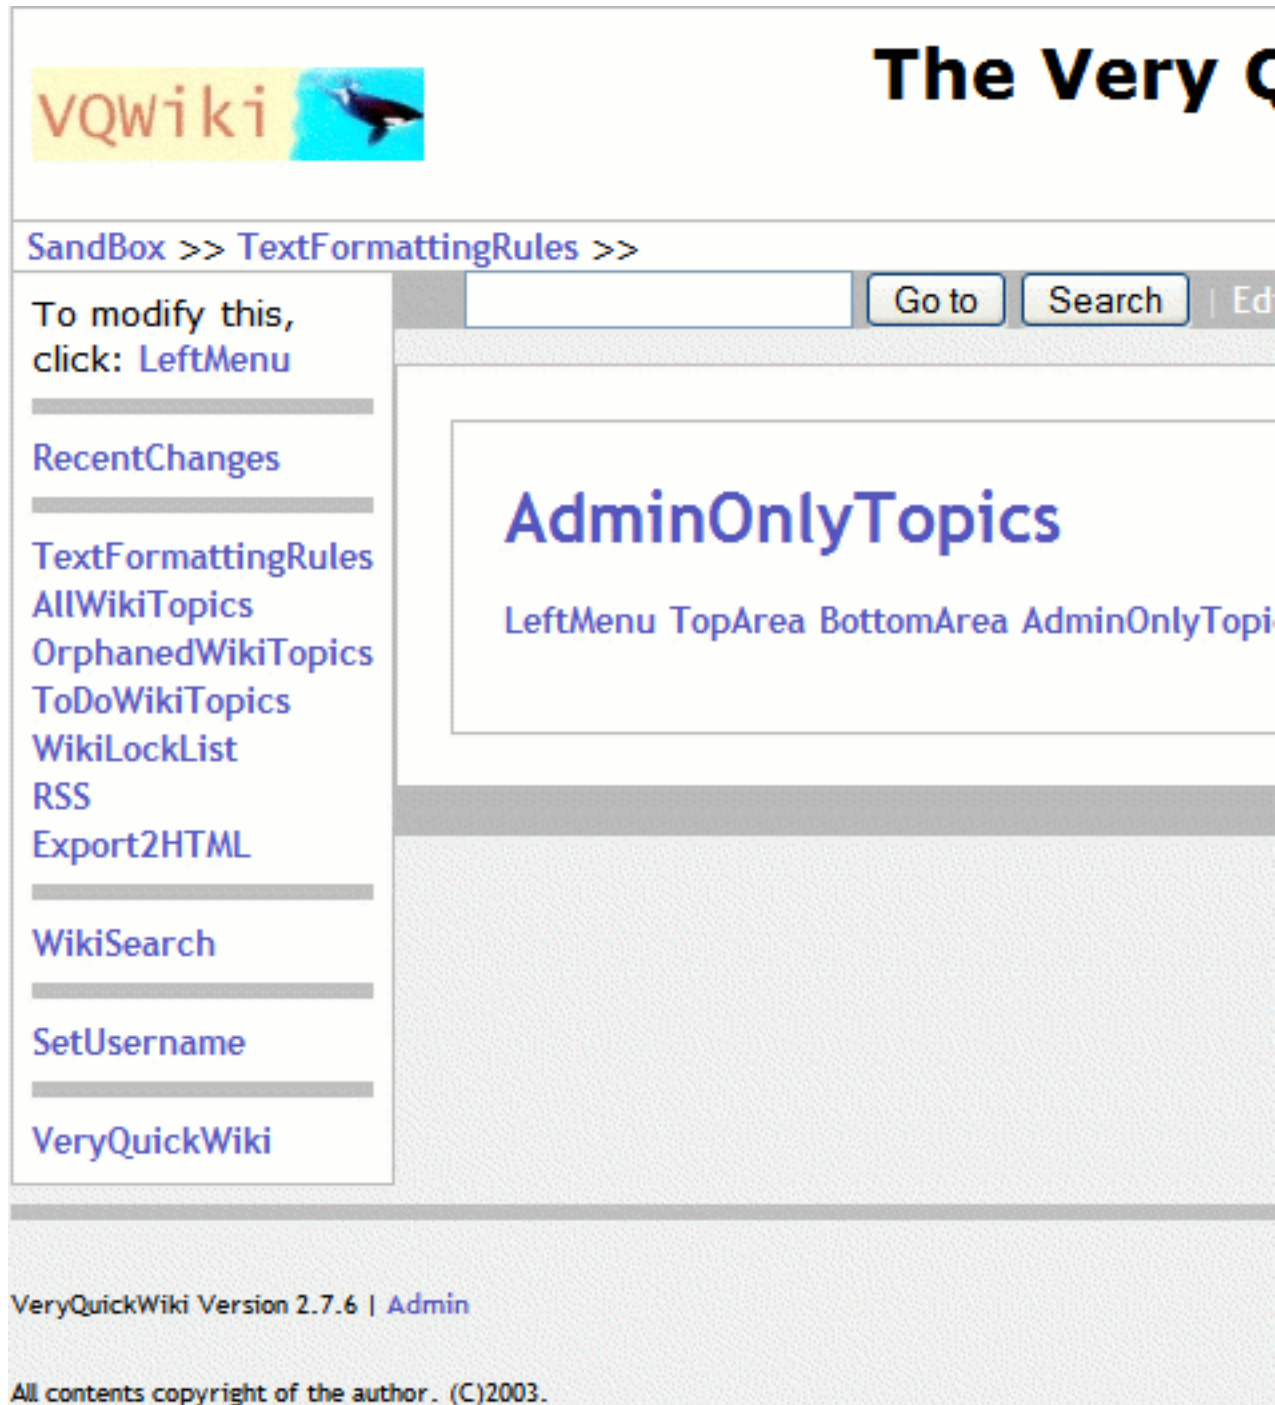 VQWiki
The Very
SandBox >> TextFormattingRules >>
To modify this,
click: LeftMenu
Go to
Search
|
RecentChanges
TextFormattingRules
AllWikiTopics
OrphanedWikiTopics
ToDoWikiTopics
WikiLockList
RSS
Export2HTML
WikiSearch
SetUsername
VeryQuickWiki
AdminOnlyTopics
LeftMenu TopArea BottomArea
VeryQuickWiki Version 2.7.6 | Admin
All contents copyright of the author. (C)2003.